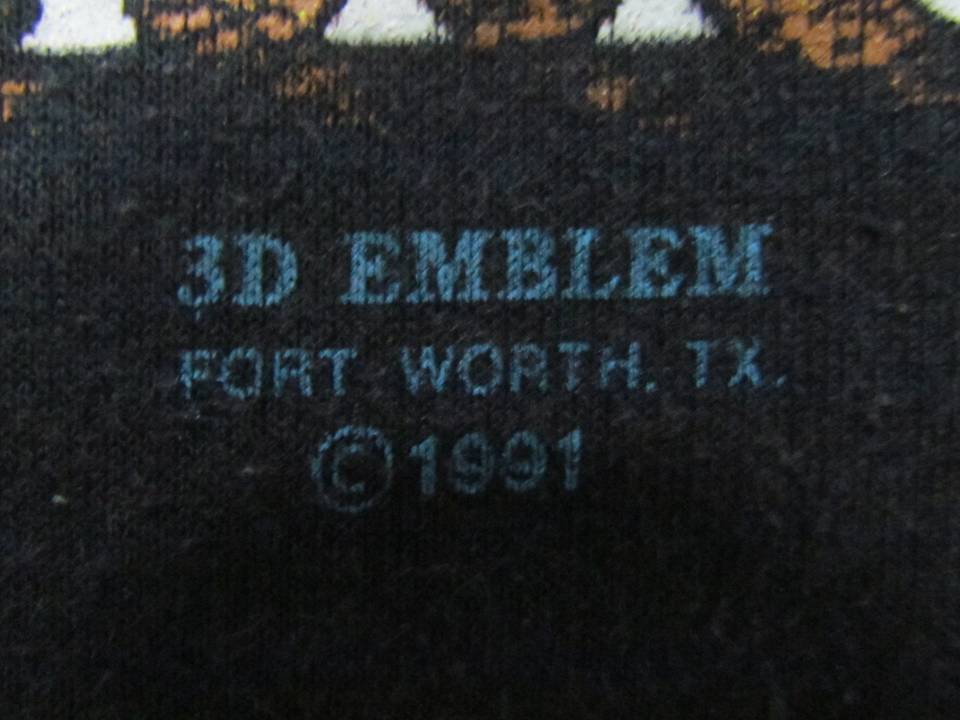 3D EMBLEM
FORT WORTH, TX.
©1991